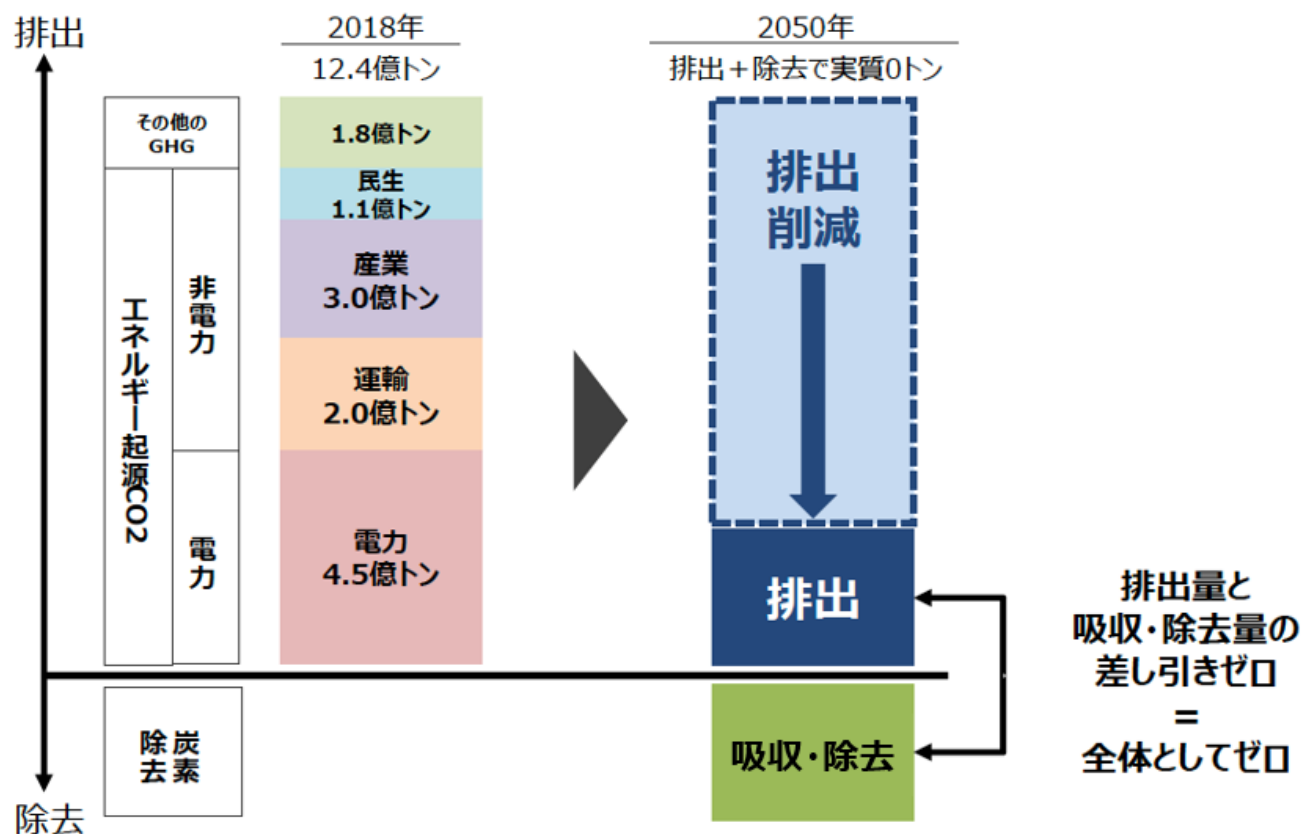 排出
2018年
12.4億トン
2050年
排出+除去で実質0トン
その他の
GHG
エネルギー起源CO2
非電力
電力
1.8億トン
民生
1.1億トン
産業
3.0億トン
運輸
2.0億トン
電力
4.5億トン
排出
削減
排出
吸収・除去
排出量と
吸収・除去量の
差し引きゼロ
=
全体としてゼロ
炭素
除去
除去